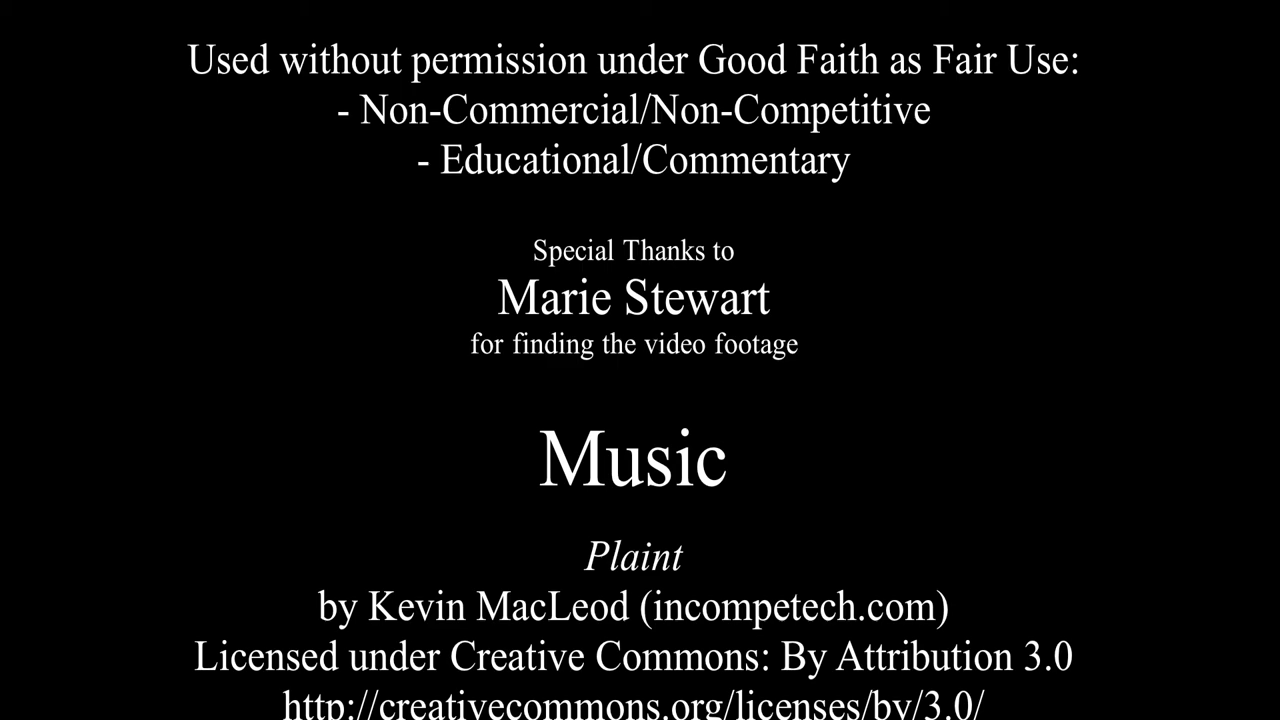 Used without permission under Good Faith as Fair Use:
- Non-Commercial/Non-Competitive
- Educational/Commentary
Special Thanks to
Marie Stewart
for finding the video footage
Music
Plaint
by Kevin MacLeod (incompetech.com)
Licensed under Creative Commons: By Attribution 3.0
http://creativecommons.org/licenses/by/3.0/